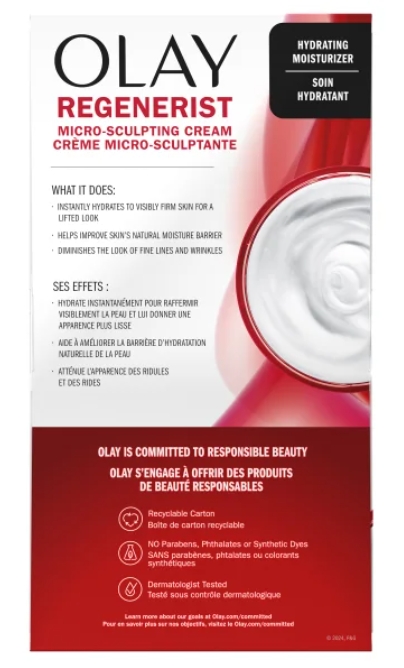 OLAY
REGENERIST
MICRO-SCULPTING CREAM
CRÈME MICRO-SCULPTANTE
HYDRATING
MOISTURIZER
SOIN
HYDRATANT
WHAT IT DOES:
· INSTANTLY HYDRATES TO VISIBLY FIRM SKIN FOR A
LIFTED LOOK
· HELPS IMPROVE SKIN'S NATURAL MOISTURE BARRIER
· DIMINISHES THE LOOK OF FINE LINES AND WRINKLES
SES EFFETS :
· HYDRATE INSTANTANÉMENT POUR RAFFERMIR
VISIBLEMENT LA PEAU ET LUI DONNER UNE
APPARENCE PLUS LISSE
· AIDE À AMÉLIORER LA BARRIÈRE D'HYDRATATION
NATURELLE DE LA PEAU
· ATTÉNUE L'APPARENCE DES RIDULES
ET DES RIDES
OLAY IS COMMITTED TO RESPONSIBLE BEAUTY
OLAY S'ENGAGE À OFFRIR DES PRODUITS
DE BEAUTÉ RESPONSABLES
Recyclable Carton
Boîte de carton recyclable
NO Parabens, Phthalates or Synthetic Dyes
SANS parabènes, phtalates ou colorants
synthétiques
Dermatologist Tested
Testé sous contrôle dermatologique
Learn more about our goals at Olay.com/committed
Pour en savoir plus sur nos objectifs, visitez le Olay.com/committed